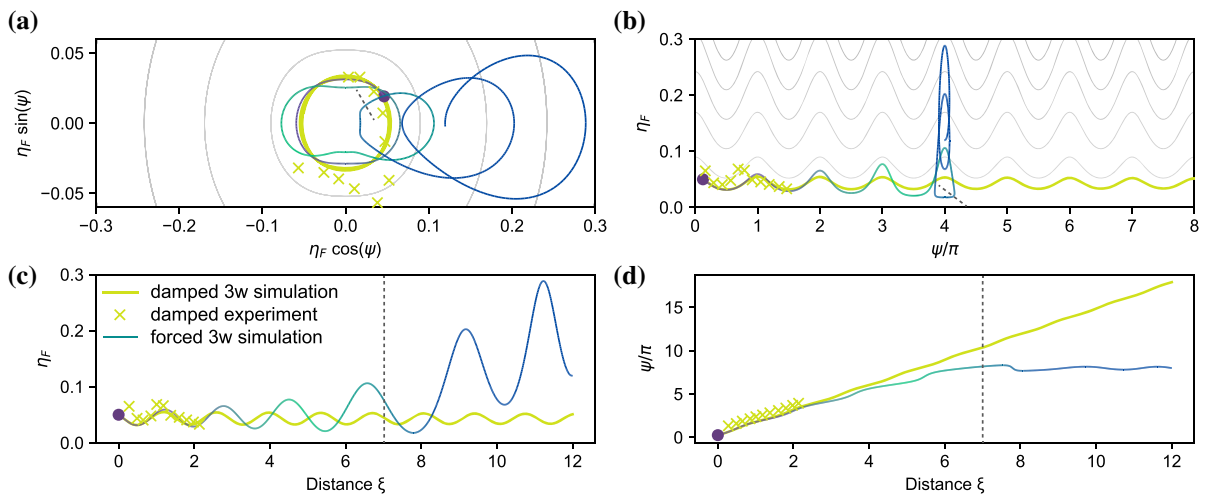 (a)
0.05
0.00
−0.05
η_F sin(ψ)
−0.3 −0.2 −0.1 0.0 0.1 0.2 0.3
η_F cos(ψ)
(b)
0.3
0.2
0.1
0.0
η_F
0 1 2 3 4 5 6 7 8
ψ/π
(c)
0.3
0.2
0.1
0.0
η_F
damped 3w simulation
damped experiment
forced 3w simulation
0 2 4 6 8 10 12
Distance ξ
(d)
15
10
5
0
ψ/π
0 2 4 6 8 10 12
Distance ξ